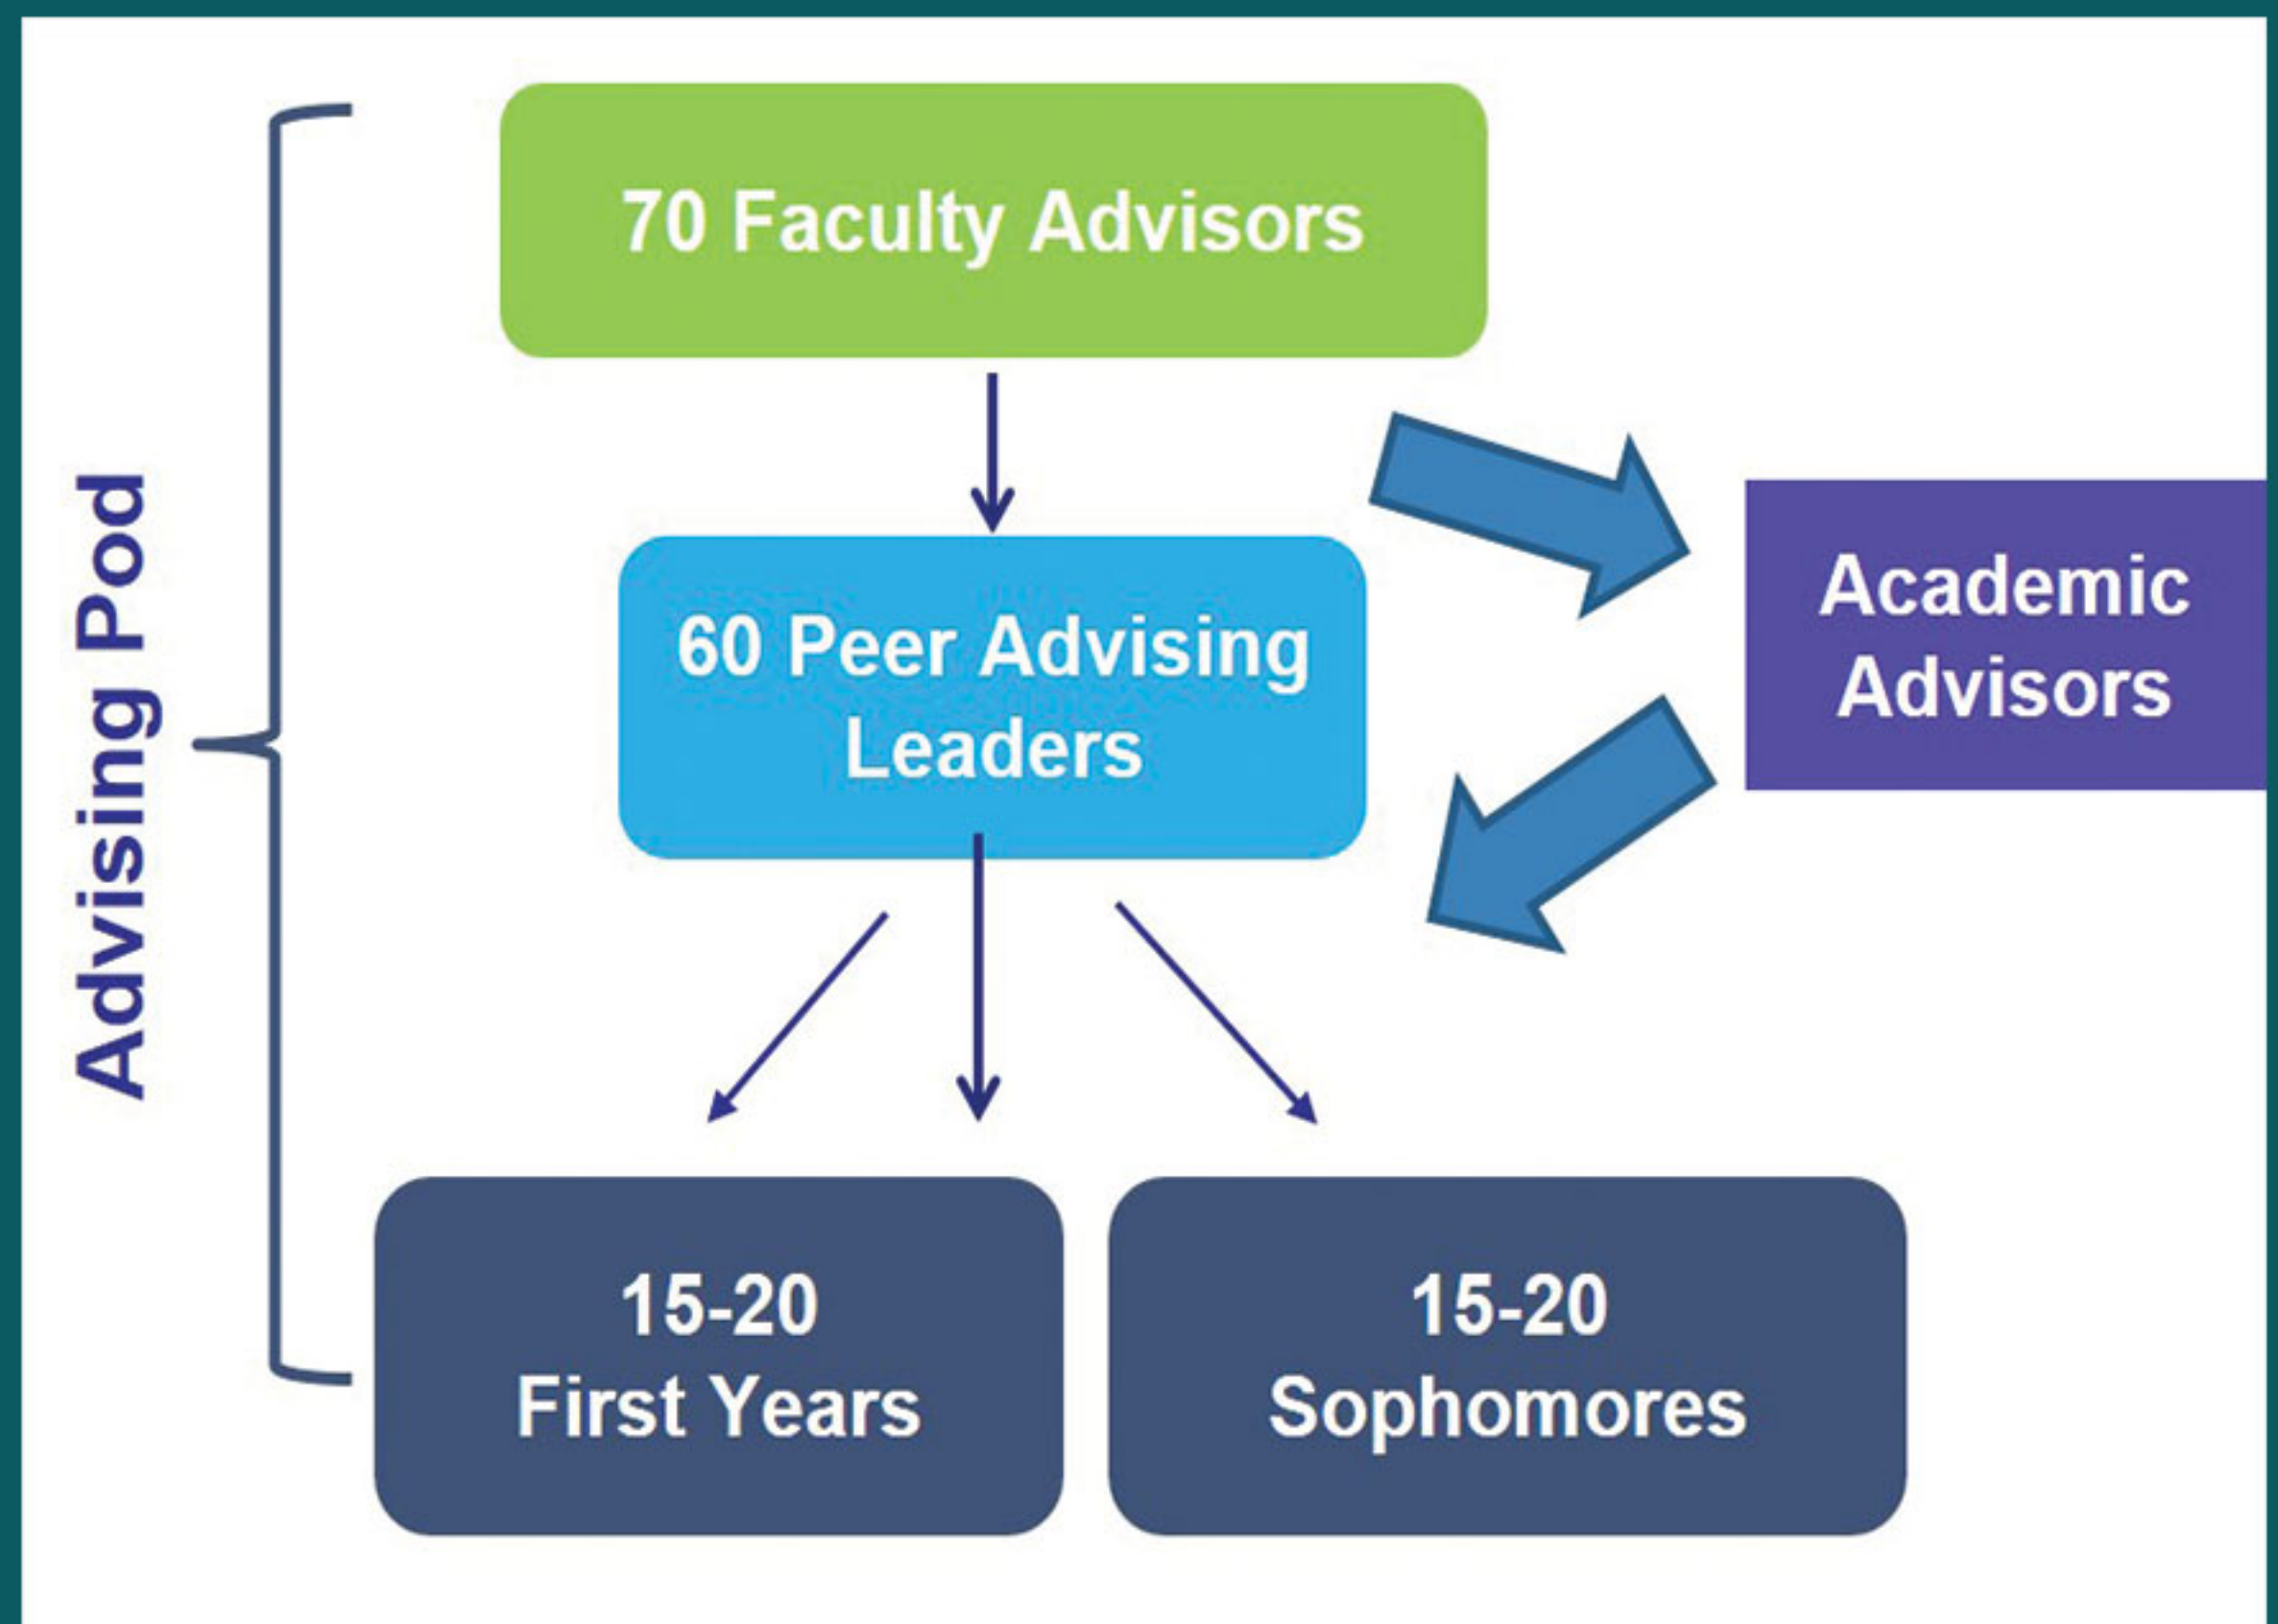 Advising Pod
70 Faculty Advisors
60 Peer Advising
Leaders
Academic
Advisors
15-20
First Years
15-20
Sophomores